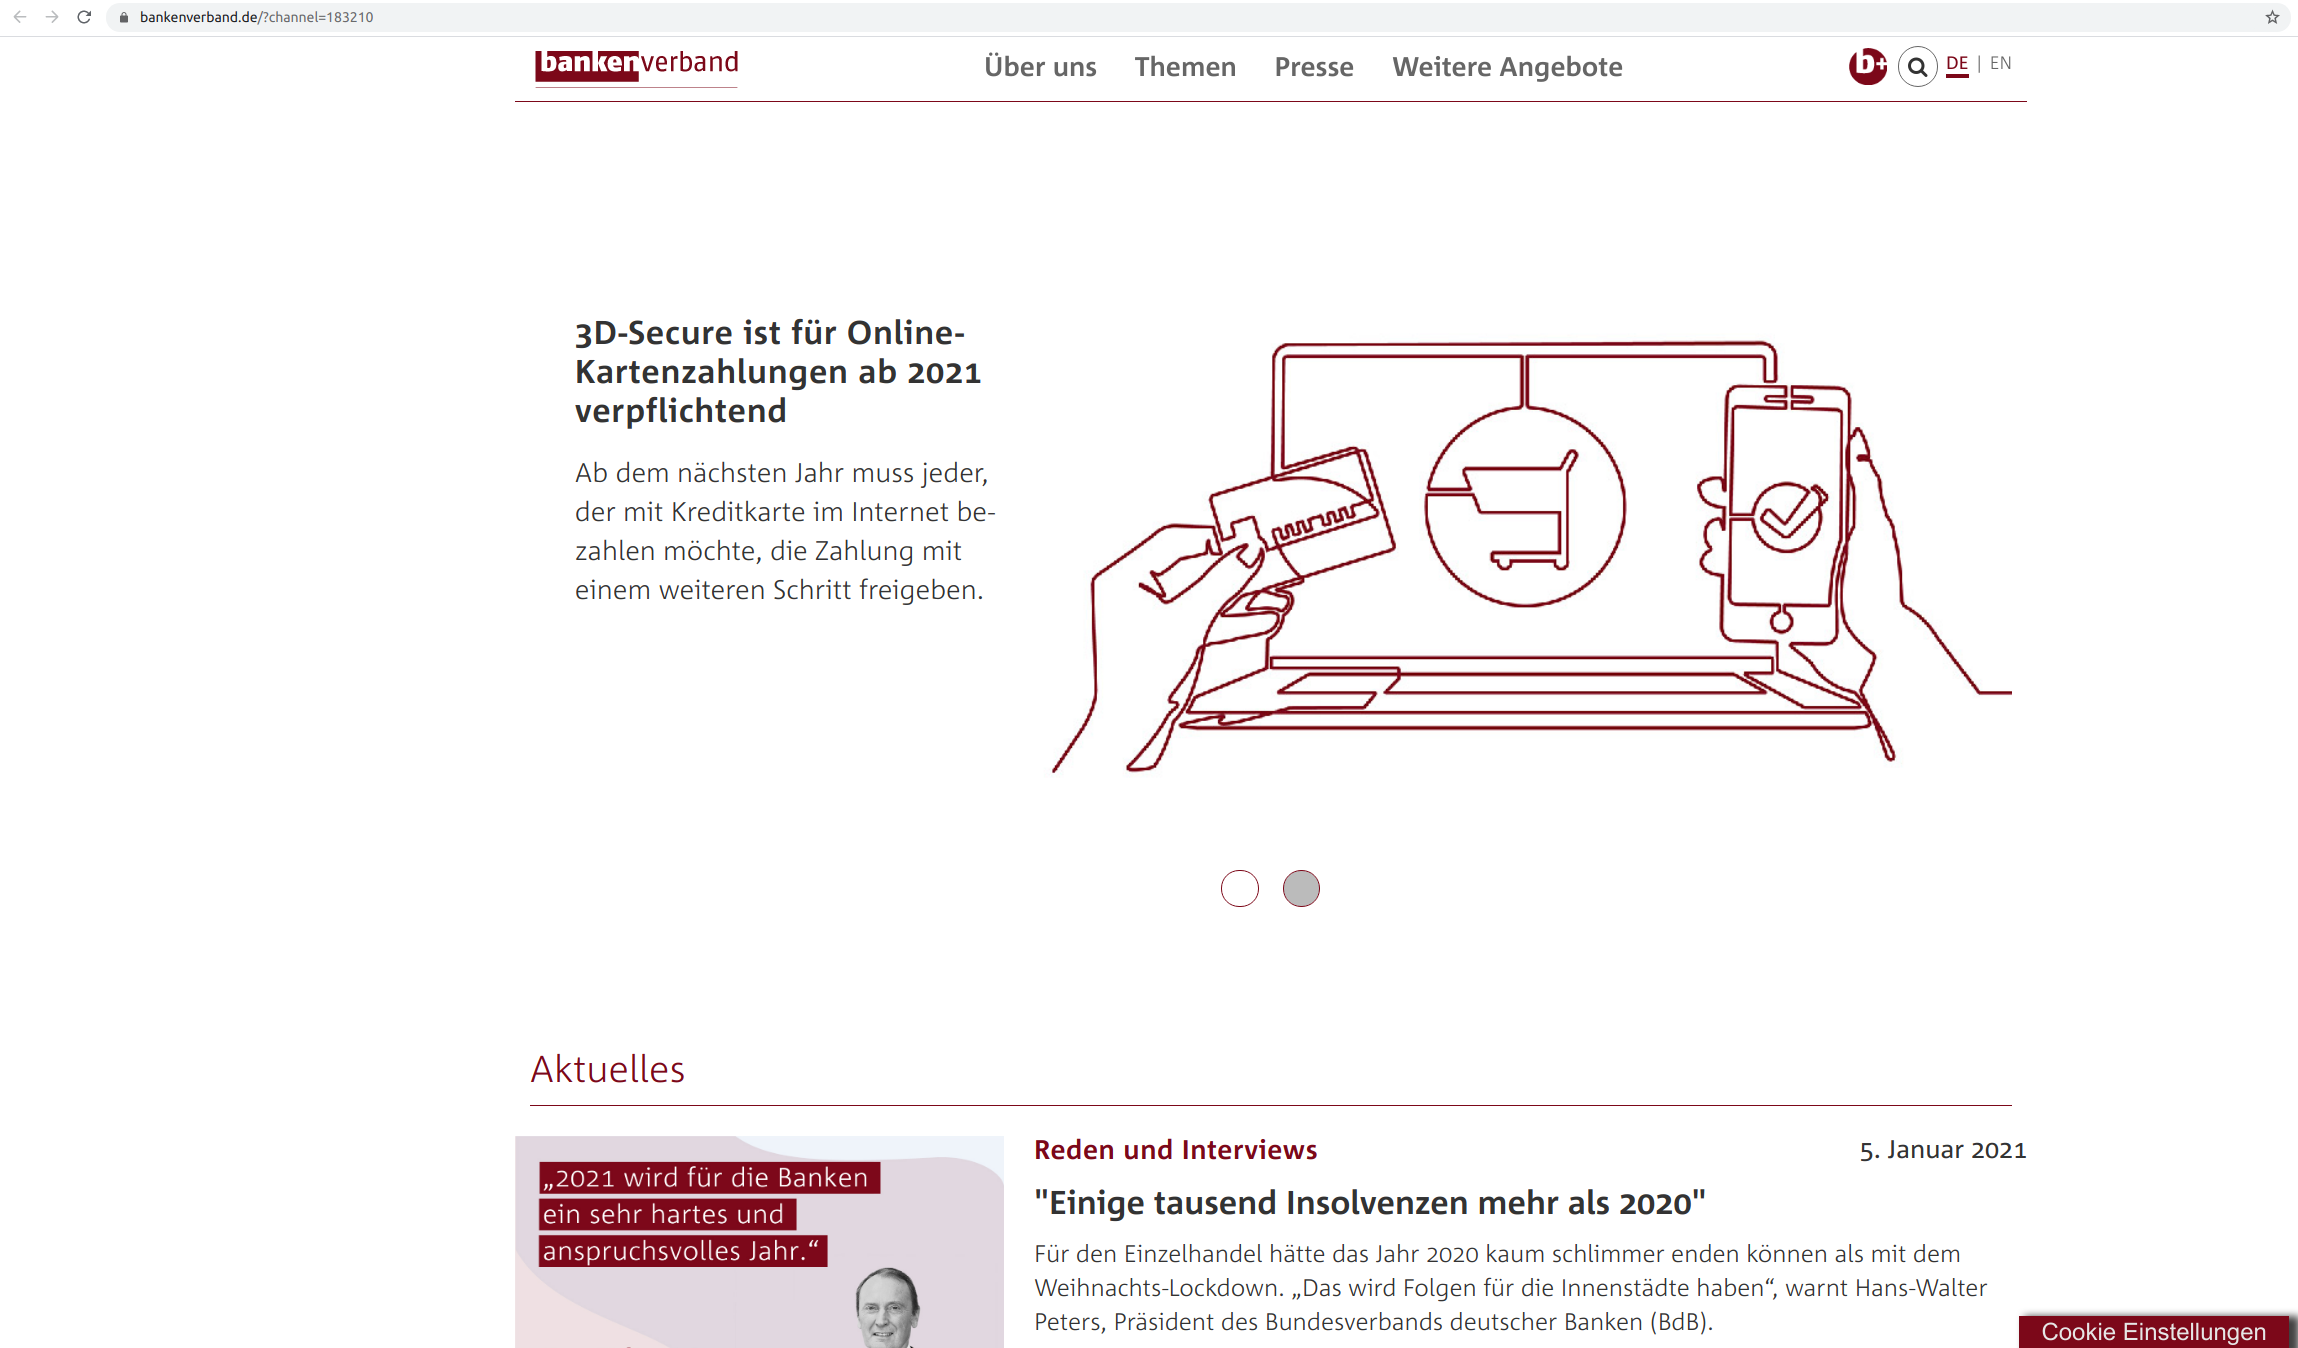 bankenverband.de/?channel=183210
bankenverband
Über uns
Themen
Presse
Weitere Angebote
b+
DE | EN
3D-Secure ist für Online-
Kartenzahlungen ab 2021
verpflichtend
Ab dem nächsten Jahr muss jeder,
der mit Kreditkarte im Internet be-
zahlen möchte, die Zahlung mit
einem weiteren Schritt freigeben.
Aktuelles
„2021 wird für die Banken
ein sehr hartes und
anspruchsvolles Jahr.“
Reden und Interviews
5. Januar 2021
"Einige tausend Insolvenzen mehr als 2020"
Für den Einzelhandel hätte das Jahr 2020 kaum schlimmer enden können als mit dem
Weihnachts-Lockdown. „Das wird Folgen für die Innenstädte haben“, warnt Hans-Walter
Peters, Präsident des Bundesverbands deutscher Banken (BdB).
Cookie Einstellungen